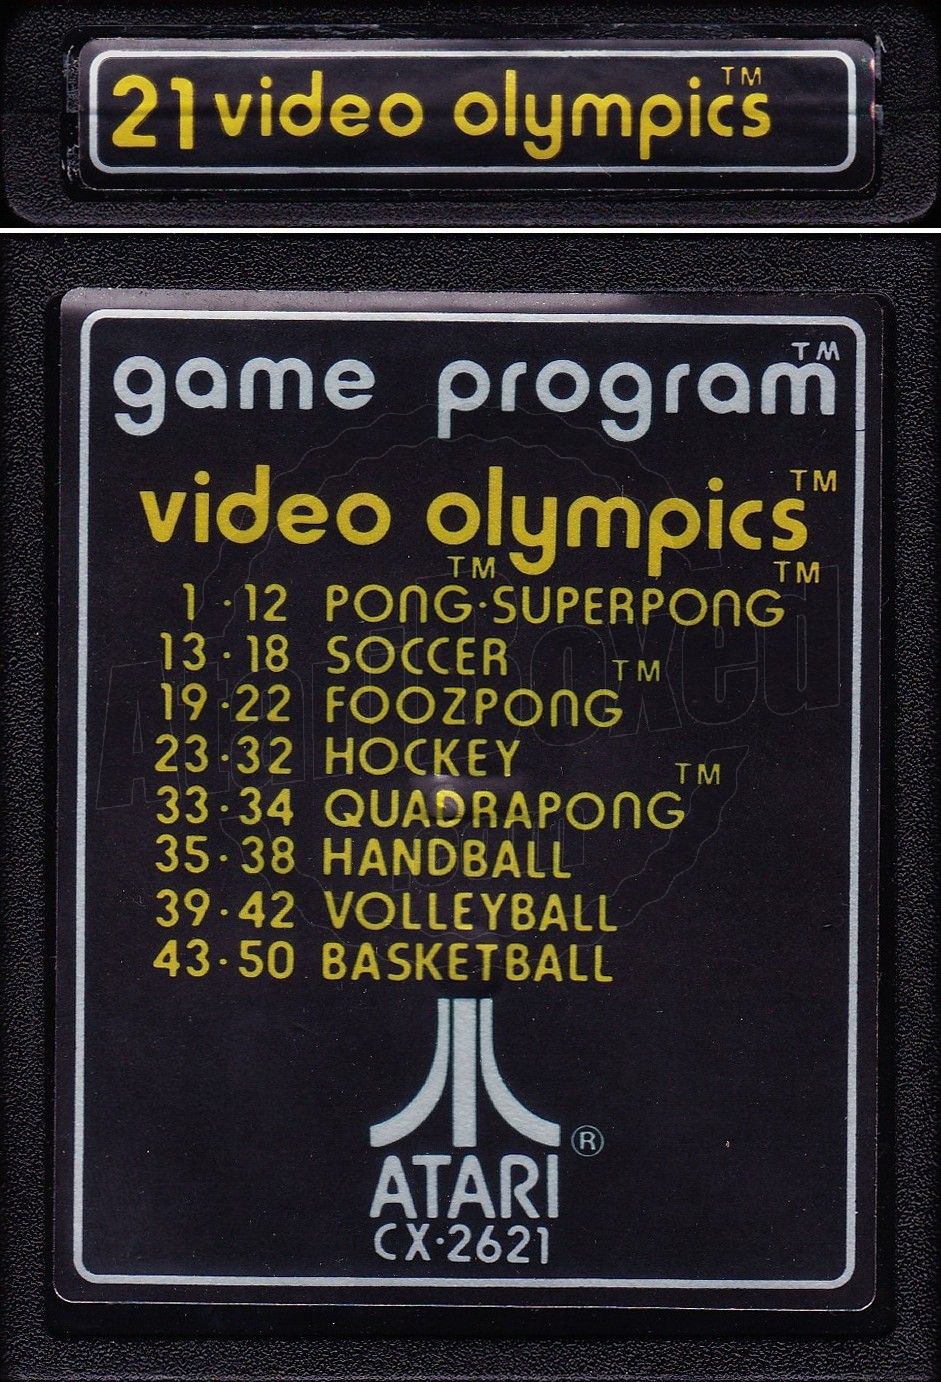 21 video olympics™
game program™
video olympics™
1·12 PONG™·SUPERPONG™
13·18 SOCCER
19·22 FOOZPONG™
23·32 HOCKEY
33·34 QUADRAPONG™
35·38 HANDBALL
39·42 VOLLEYBALL
43·50 BASKETBALL
ATARI®
CX·2621